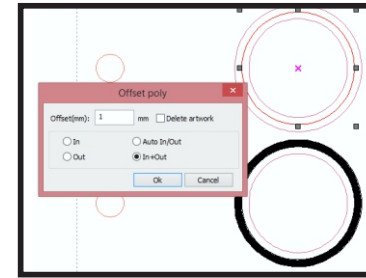 Offset poly
Offset(mm): 1 mm Delete artwork
In Auto In/Out
Out In+Out
Ok Cancel